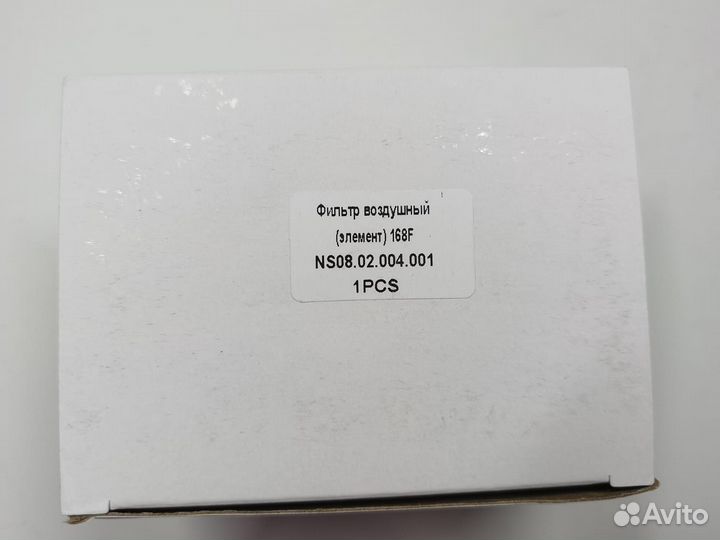 Фильтр воздушный
(элемент) 168F
NS08.02.004.001
1PCS
Avito